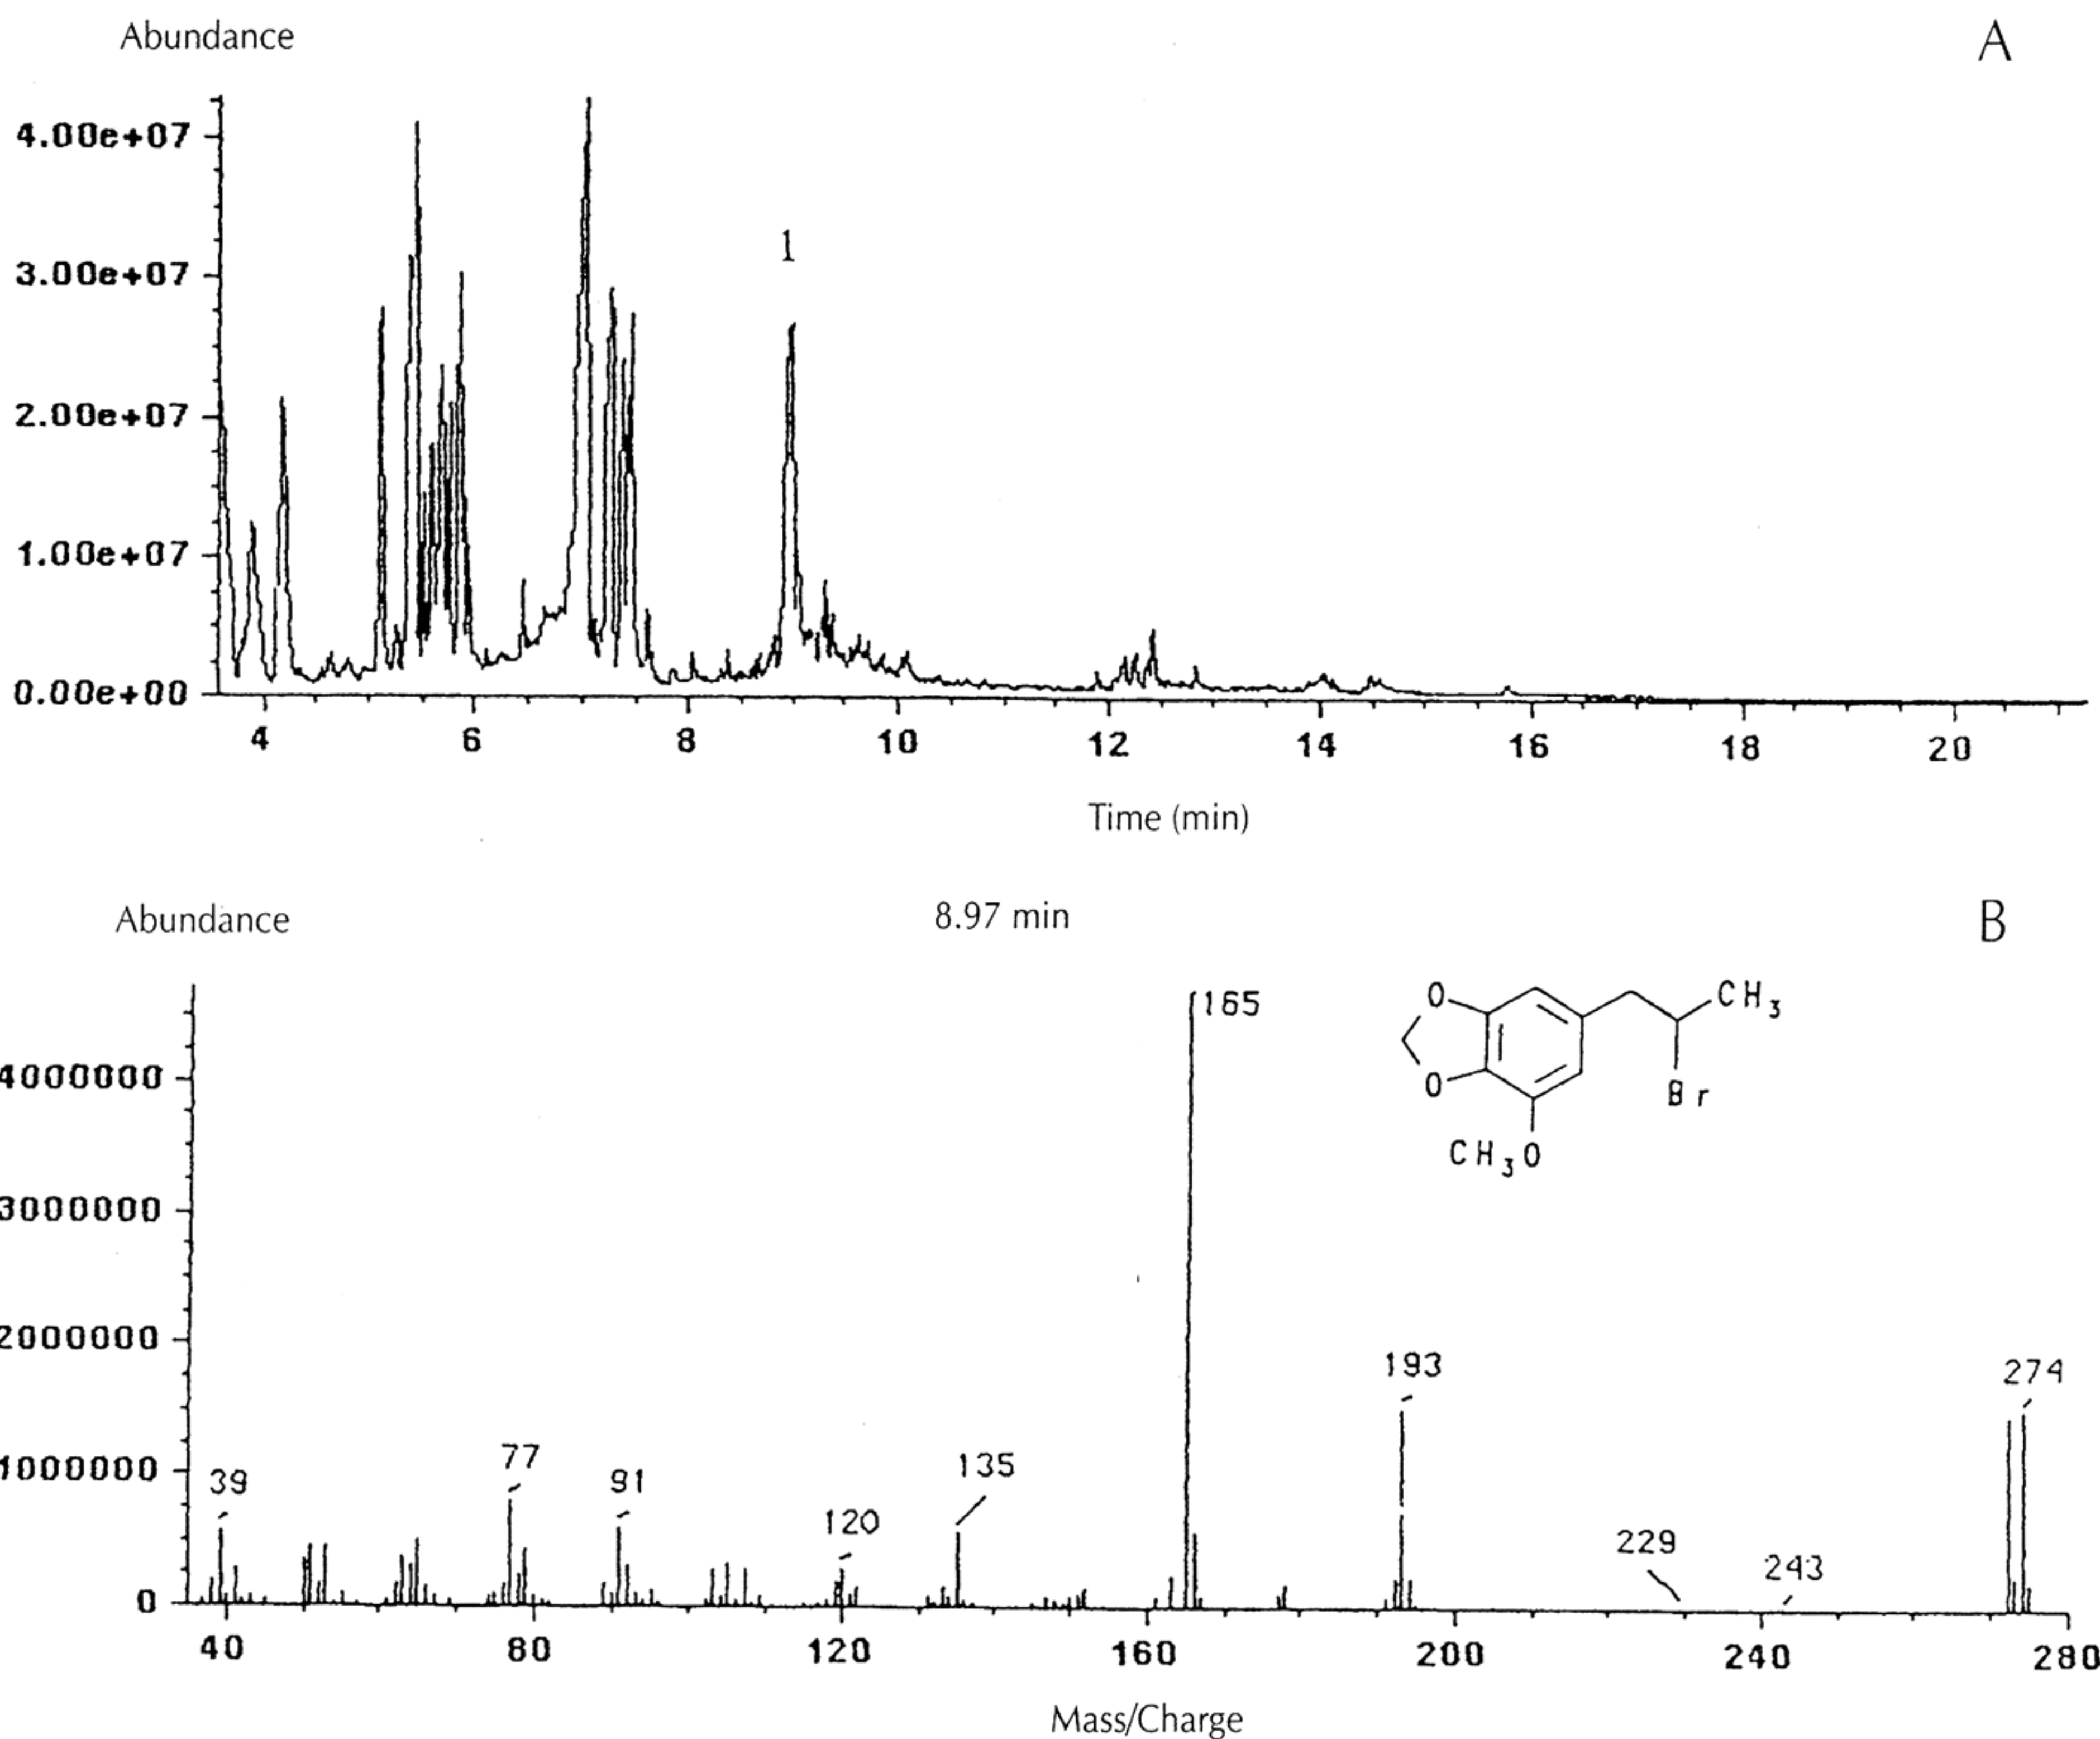 Abundance
A
4.00e+07
3.00e+07
2.00e+07
1.00e+07
0.00e+00
1
4 6 8 10 12 14 16 18 20
Time (min)
Abundance
8.97 min
B
4000000
3000000
2000000
1000000
0
165
O
O
CH3
Br
CH3O
193
274
39
77
91
120
135
229
243
40 80 120 160 200 240 280
Mass/Charge